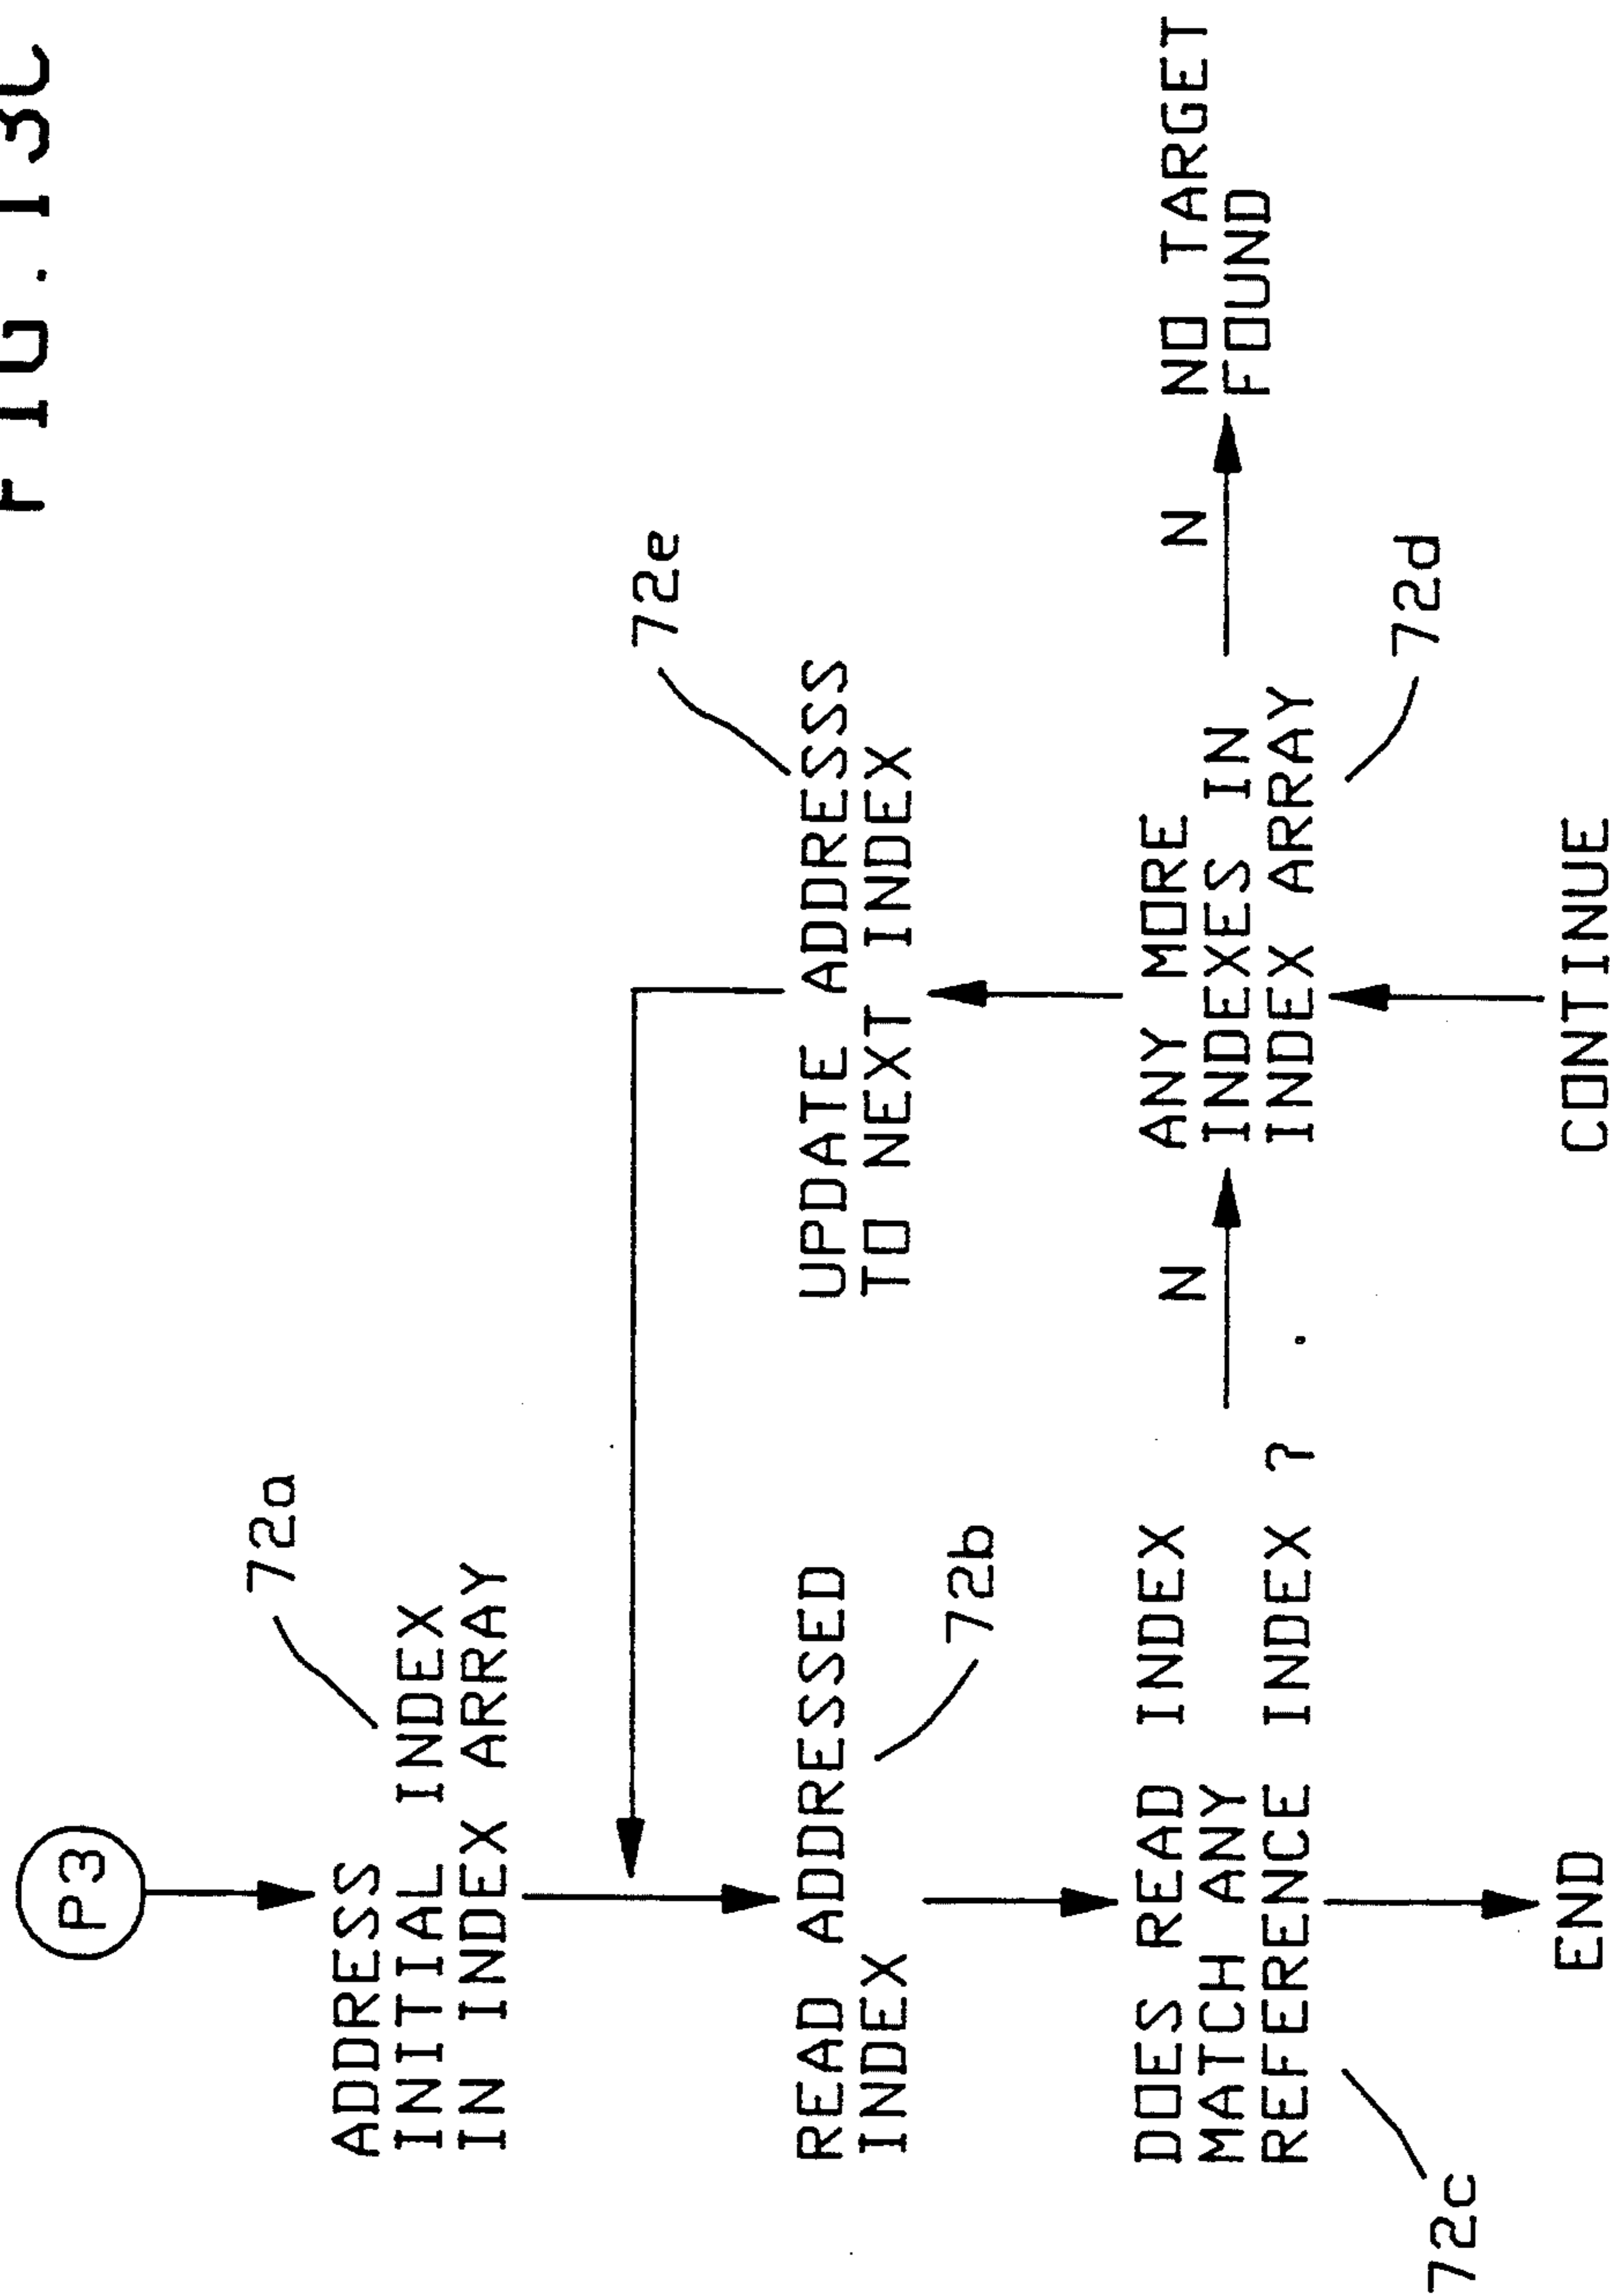 FIG. 13C
P3
72a
ADDRESS
INITIAL INDEX
IN INDEX ARRAY
72e
UPDATE ADDRESS
TO NEXT INDEX
READ ADDRESSED
INDEX
72b
DOES READ INDEX
MATCH ANY
REFERENCE INDEX ?
72c
N
ANY MORE
INDEXES IN
INDEX ARRAY
72d
N
NO TARGET
FOUND
END
CONTINUE